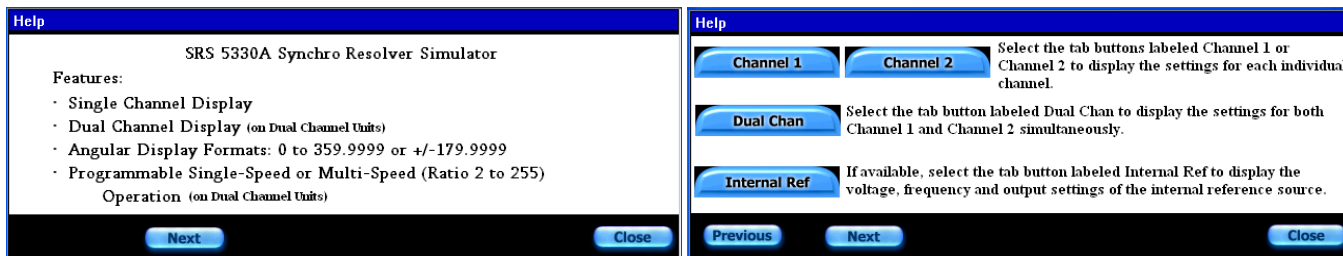 Help
SRS 5330A Synchro Resolver Simulator
Features:
· Single Channel Display
· Dual Channel Display (on Dual Channel Units)
· Angular Display Formats: 0 to 359.9999 or +/-179.9999
· Programmable Single-Speed or Multi-Speed (Ratio 2 to 255)
Operation (on Dual Channel Units)
Next
Close
Help
Channel 1
Channel 2
Select the tab buttons labeled Channel 1 or
Channel 2 to display the settings for each individual
channel.
Dual Chan
Select the tab button labeled Dual Chan to display the settings for both
Channel 1 and Channel 2 simultaneously.
Internal Ref
If available, select the tab button labeled Internal Ref to display the
voltage, frequency and output settings of the internal reference source.
Previous
Next
Close